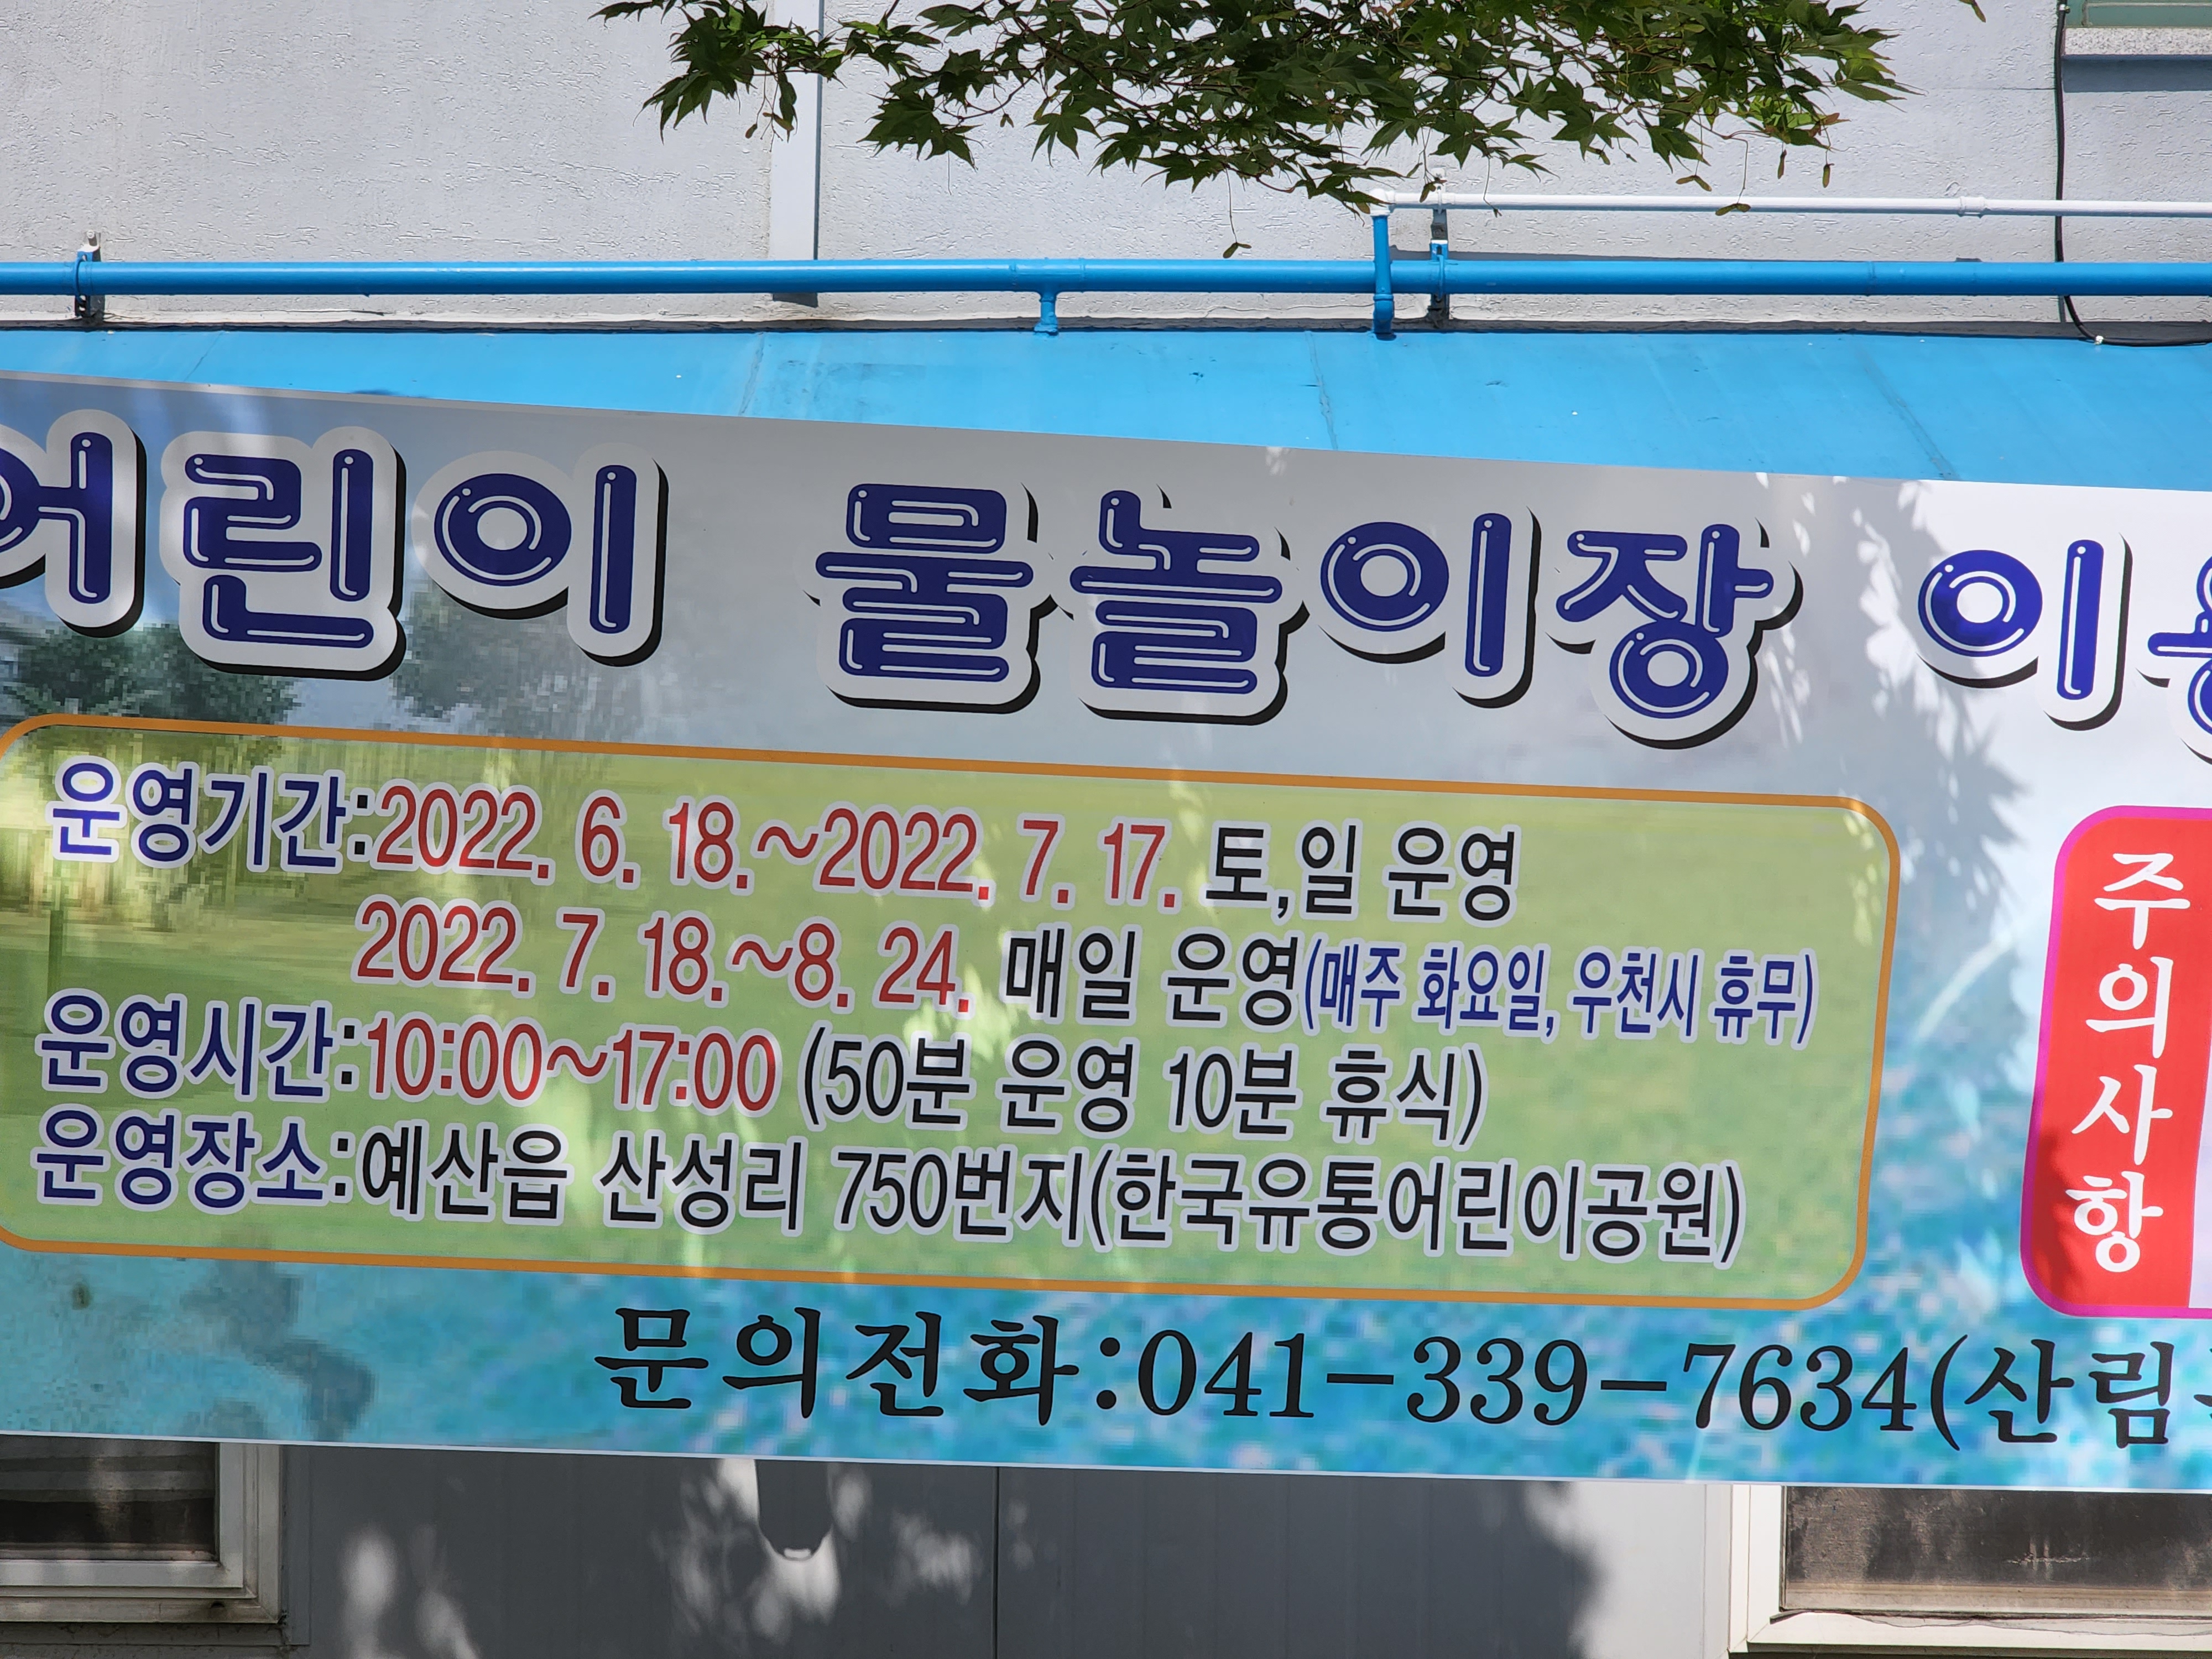 어린이 물놀이장 이용
운영기간:2022. 6. 18.~2022. 7. 17. 토,일 운영
2022. 7. 18.~8. 24. 매일 운영(매주 화요일, 우천시 휴무)
운영시간:10:00~17:00 (50분 운영 10분 휴식)
운영장소:예산읍 산성리 750번지(한국유통어린이공원)
주의사항
문의전화:041-339-7634(산림